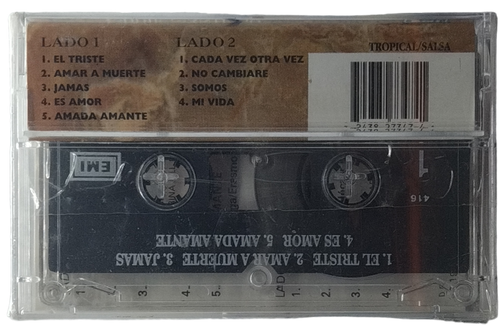 LADO 1
1. EL TRISTE
2. AMAR A MUERTE
3. JAMAS
4. ES AMOR
5. AMADA AMANTE
LADO 2
1. CADA VEZ OTRA VEZ
2. NO CAMBIARE
3. SOMOS
4. MI VIDA
TROPICAL/SALSA
EMI
1
416
1. EL TRISTE 2. AMAR A MUERTE 3. JAMAS
4. ES AMOR 5. AMADA AMANTE